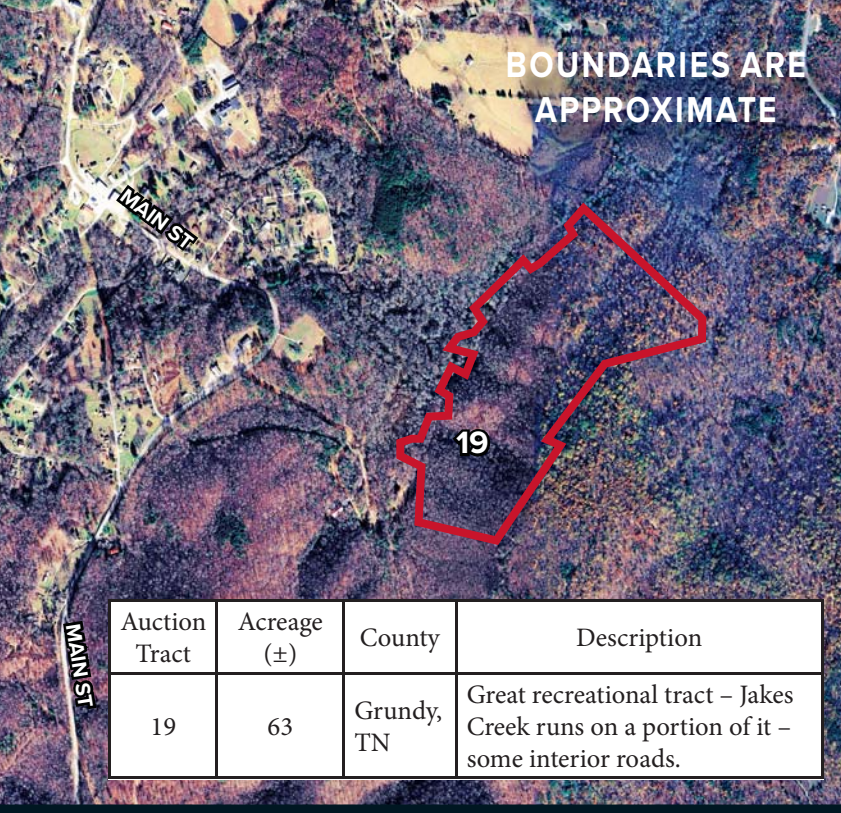 BOUNDARIES ARE
APPROXIMATE
MAIN ST
19
MAIN ST
Auction
Tract
Acreage
(±)
County
Description
19
63
Grundy,
TN
Great recreational tract – Jakes
Creek runs on a portion of it –
some interior roads.